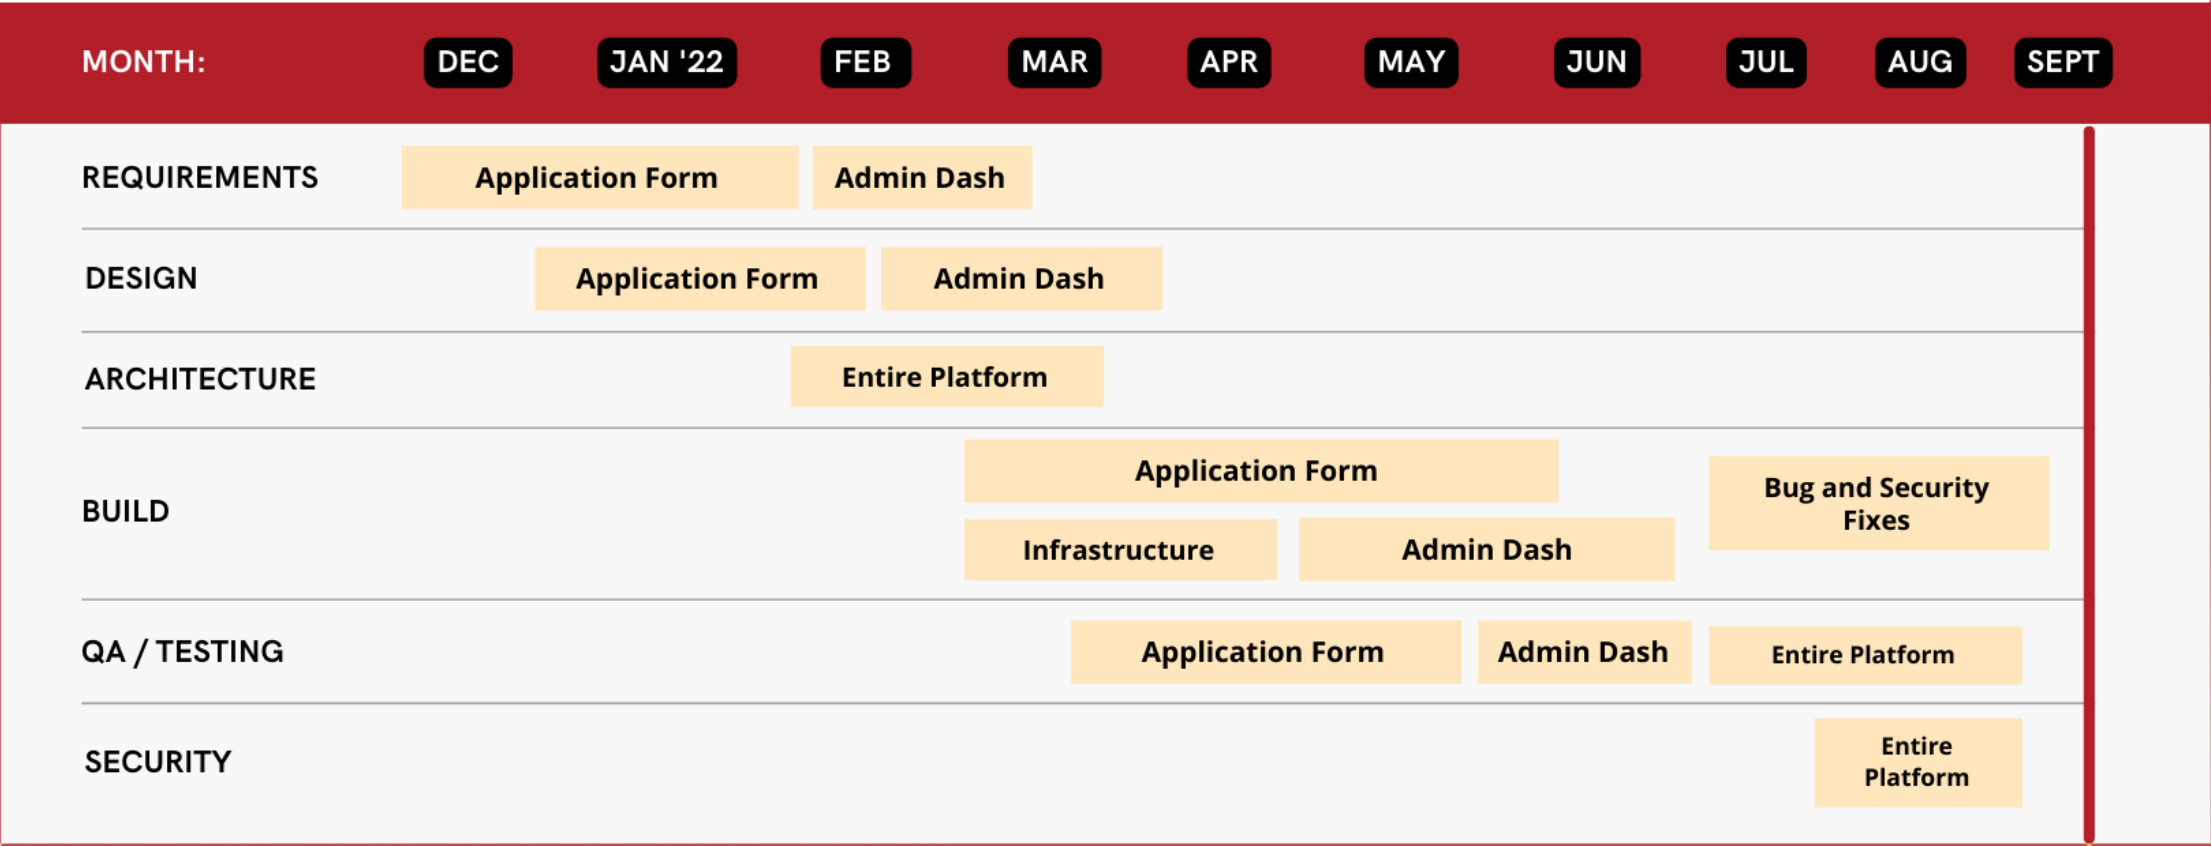 MONTH: DEC JAN '22 FEB MAR APR MAY JUN JUL AUG SEPT
REQUIREMENTS Application Form Admin Dash
DESIGN Application Form Admin Dash
ARCHITECTURE Entire Platform
BUILD
Application Form
Infrastructure Admin Dash
Bug and Security
Fixes
QA / TESTING Application Form Admin Dash Entire Platform
SECURITY
Entire
Platform